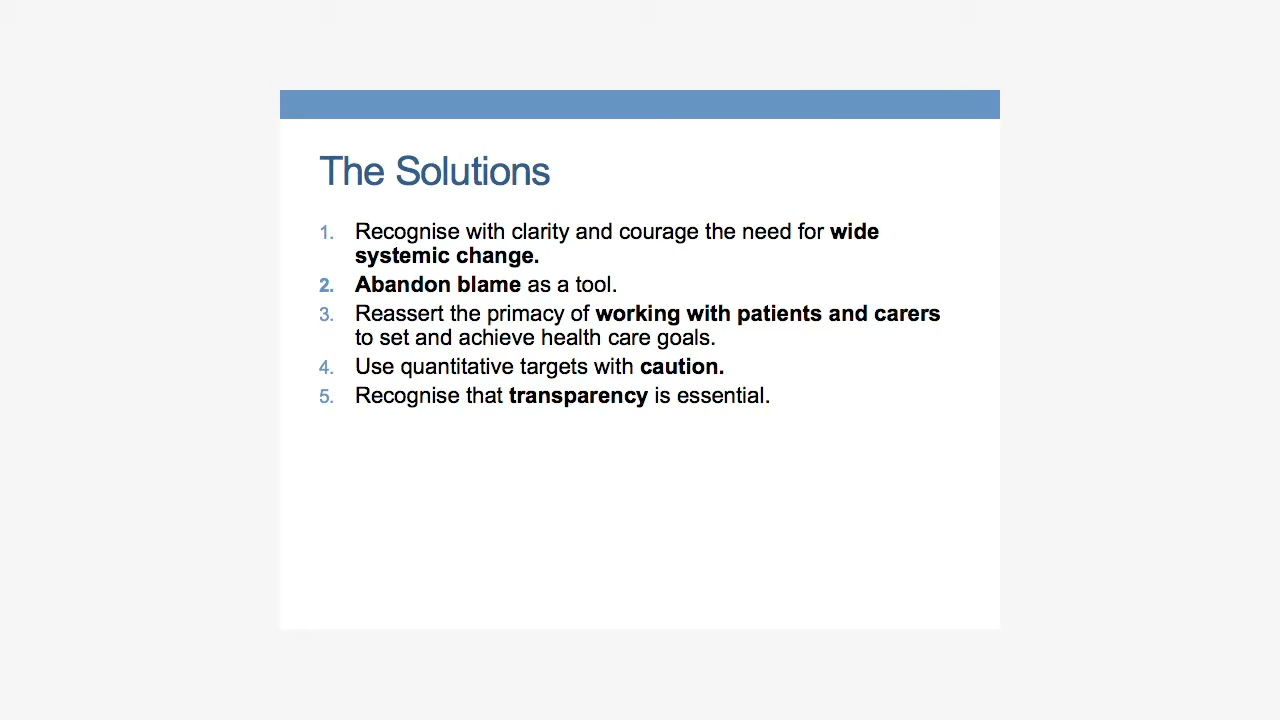 The Solutions
1. Recognise with clarity and courage the need for wide
systemic change.
2. Abandon blame as a tool.
3. Reassert the primacy of working with patients and carers
to set and achieve health care goals.
4. Use quantitative targets with caution.
5. Recognise that transparency is essential.